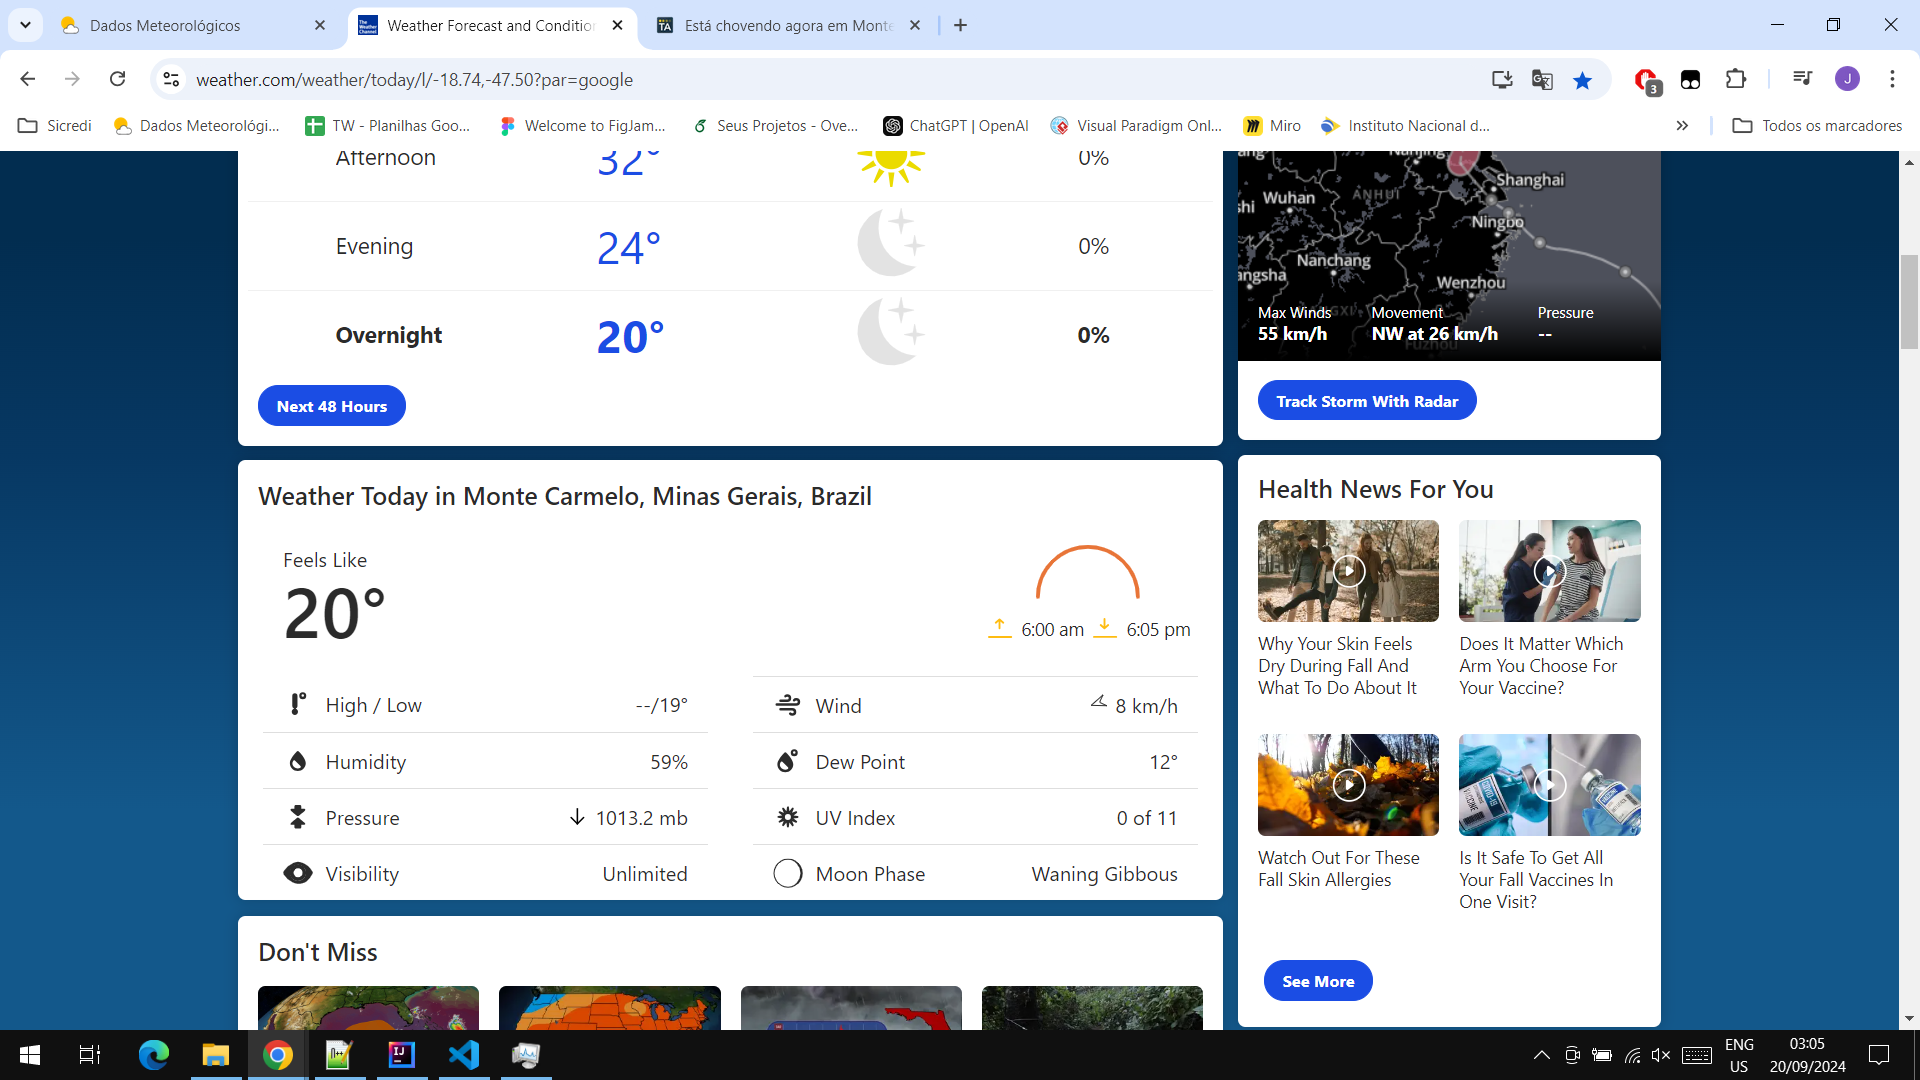 Dados Meteorológicos
Weather Forecast and Conditio
Está chovendo agora em Monte
weather.com/weather/today/l/-18.74,-47.50?par=google
3
J
Sicredi
Dados Meteorológi...
TW - Planilhas Goo...
Welcome to FigJam...
Seus Projetos - Ove...
ChatGPT | OpenAI
Visual Paradigm Onl...
Miro
Instituto Nacional d...
Todos os marcadores
Afternoon 32° 0%
Evening 24° 0%
Overnight 20° 0%
Next 48 Hours
Nanjing
Shanghai
Wuhan
ANHUI
Ningbo
Nanchang
angsha
Wenzhou
Fuzhou
Max Winds
55 km/h
Movement
NW at 26 km/h
Pressure
--
Track Storm With Radar
Weather Today in Monte Carmelo, Minas Gerais, Brazil
Feels Like
20°
6:00 am 6:05 pm
High / Low --/19°
Wind 8 km/h
Humidity 59%
Dew Point 12°
Pressure 1013.2 mb
UV Index 0 of 11
Visibility Unlimited
Moon Phase Waning Gibbous
Don't Miss
Health News For You
Why Your Skin Feels
Dry During Fall And
What To Do About It
Does It Matter Which
Arm You Choose For
Your Vaccine?
Watch Out For These
Fall Skin Allergies
Is It Safe To Get All
Your Fall Vaccines In
One Visit?
See More
ENG
US
03:05
20/09/2024